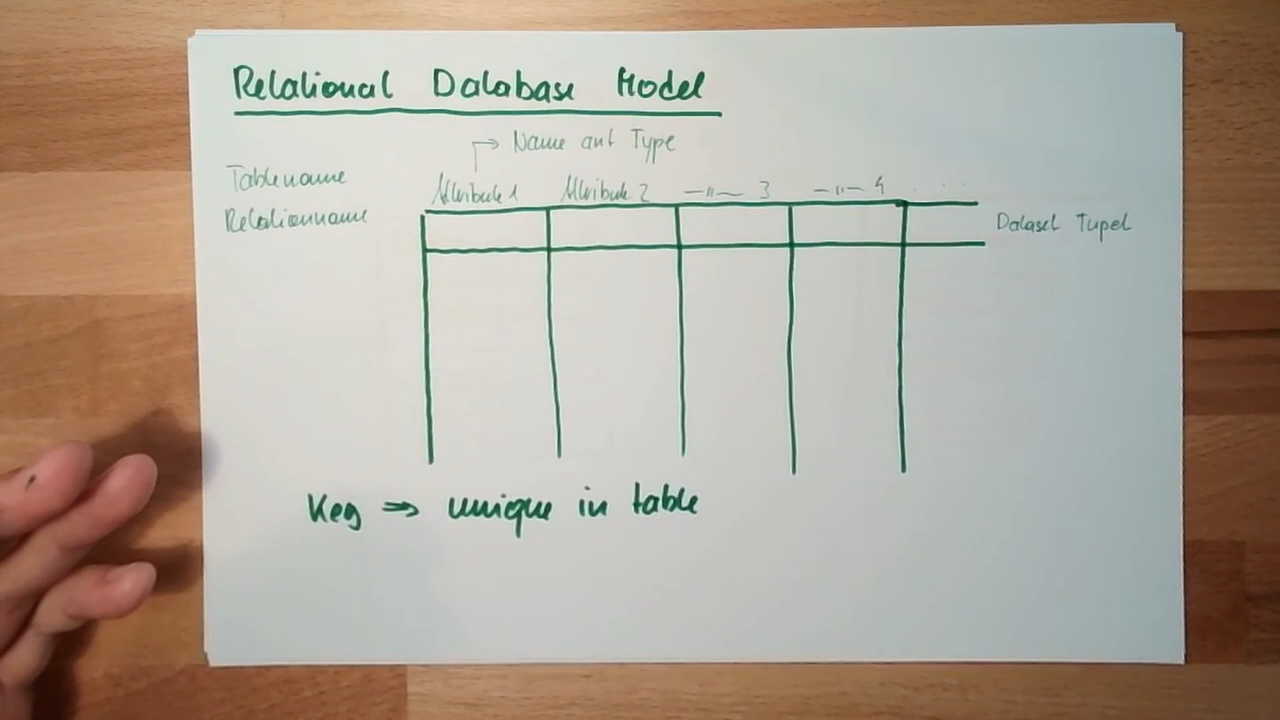 Relational Database Model
Name and Type
Tablename
Attribute 1 Attribute 2 —"— 3 —"— 4 . . . .
Relationname
Dataset Tupel
Key ⇒ unique in table